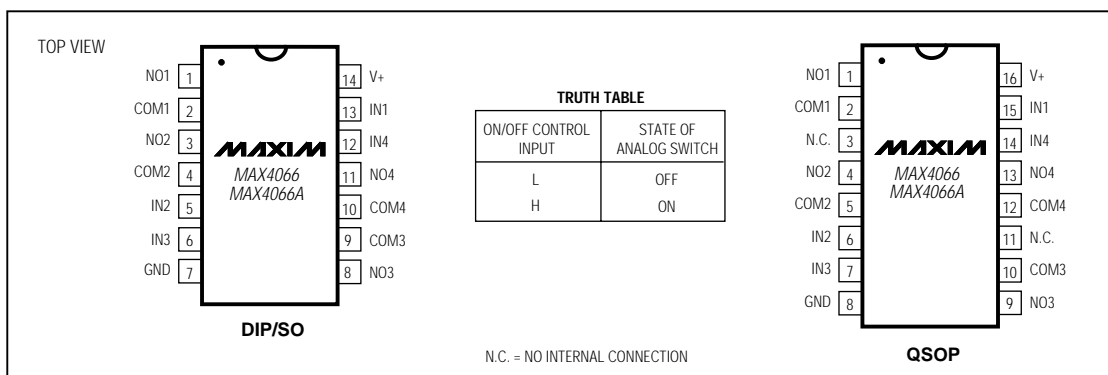 TOP VIEW
NO1 1
COM1 2
NO2 3
COM2 4
IN2 5
IN3 6
GND 7
14 V+
13 IN1
12 IN4
11 NO4
10 COM4
9 COM3
8 NO3
MAXIM
MAX4066
MAX4066A
DIP/SO
TRUTH TABLE
ON/OFF CONTROL INPUT STATE OF ANALOG SWITCH
L OFF
H ON
N.C. = NO INTERNAL CONNECTION
NO1 1
COM1 2
N.C. 3
NO2 4
COM2 5
IN2 6
IN3 7
GND 8
16 V+
15 IN1
14 IN4
13 NO4
12 COM4
11 N.C.
10 COM3
9 NO3
MAXIM
MAX4066
MAX4066A
QSOP